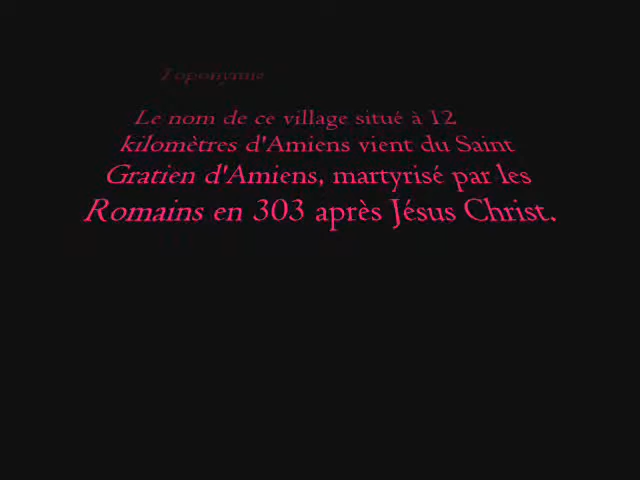 Toponymie
Le nom de ce village situé à 12
kilomètres d'Amiens vient du Saint
Gratien d'Amiens, martyrisé par les
Romains en 303 après Jésus Christ.